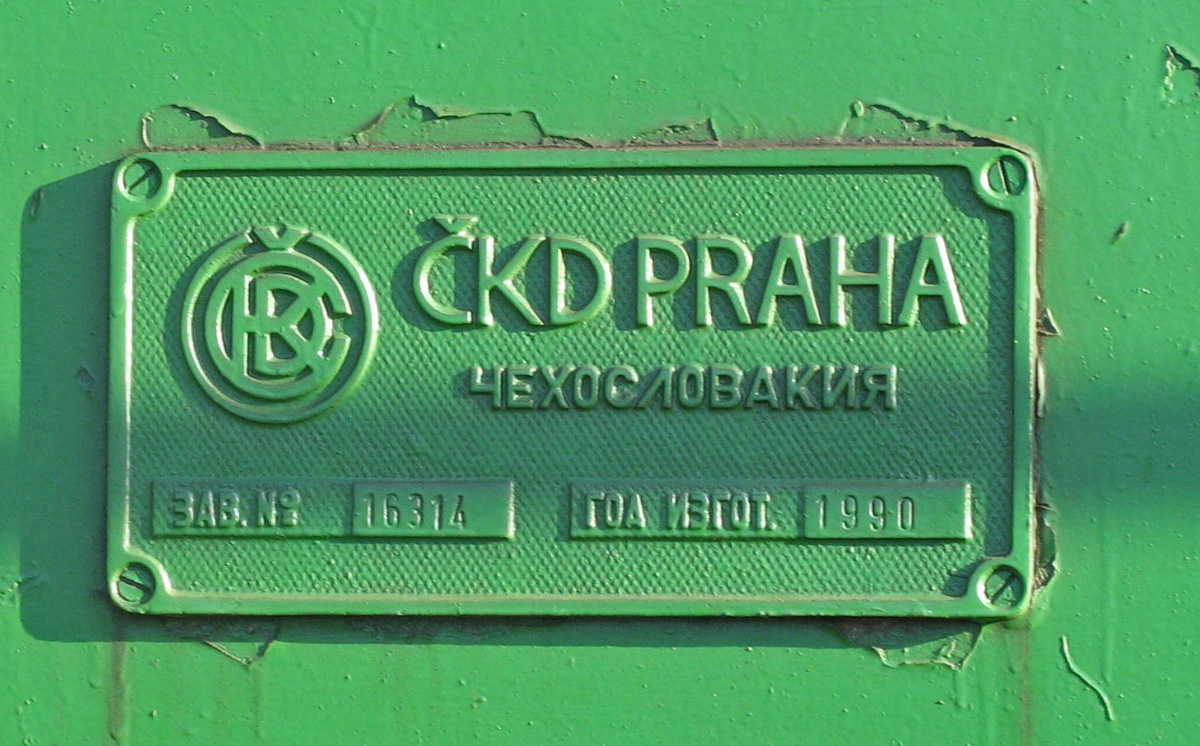 ČKD PRAHA
ЧЕХОСЛОВАКИЯ
ЗАВ. № 16314
ГОД ИЗГОТ. 1990